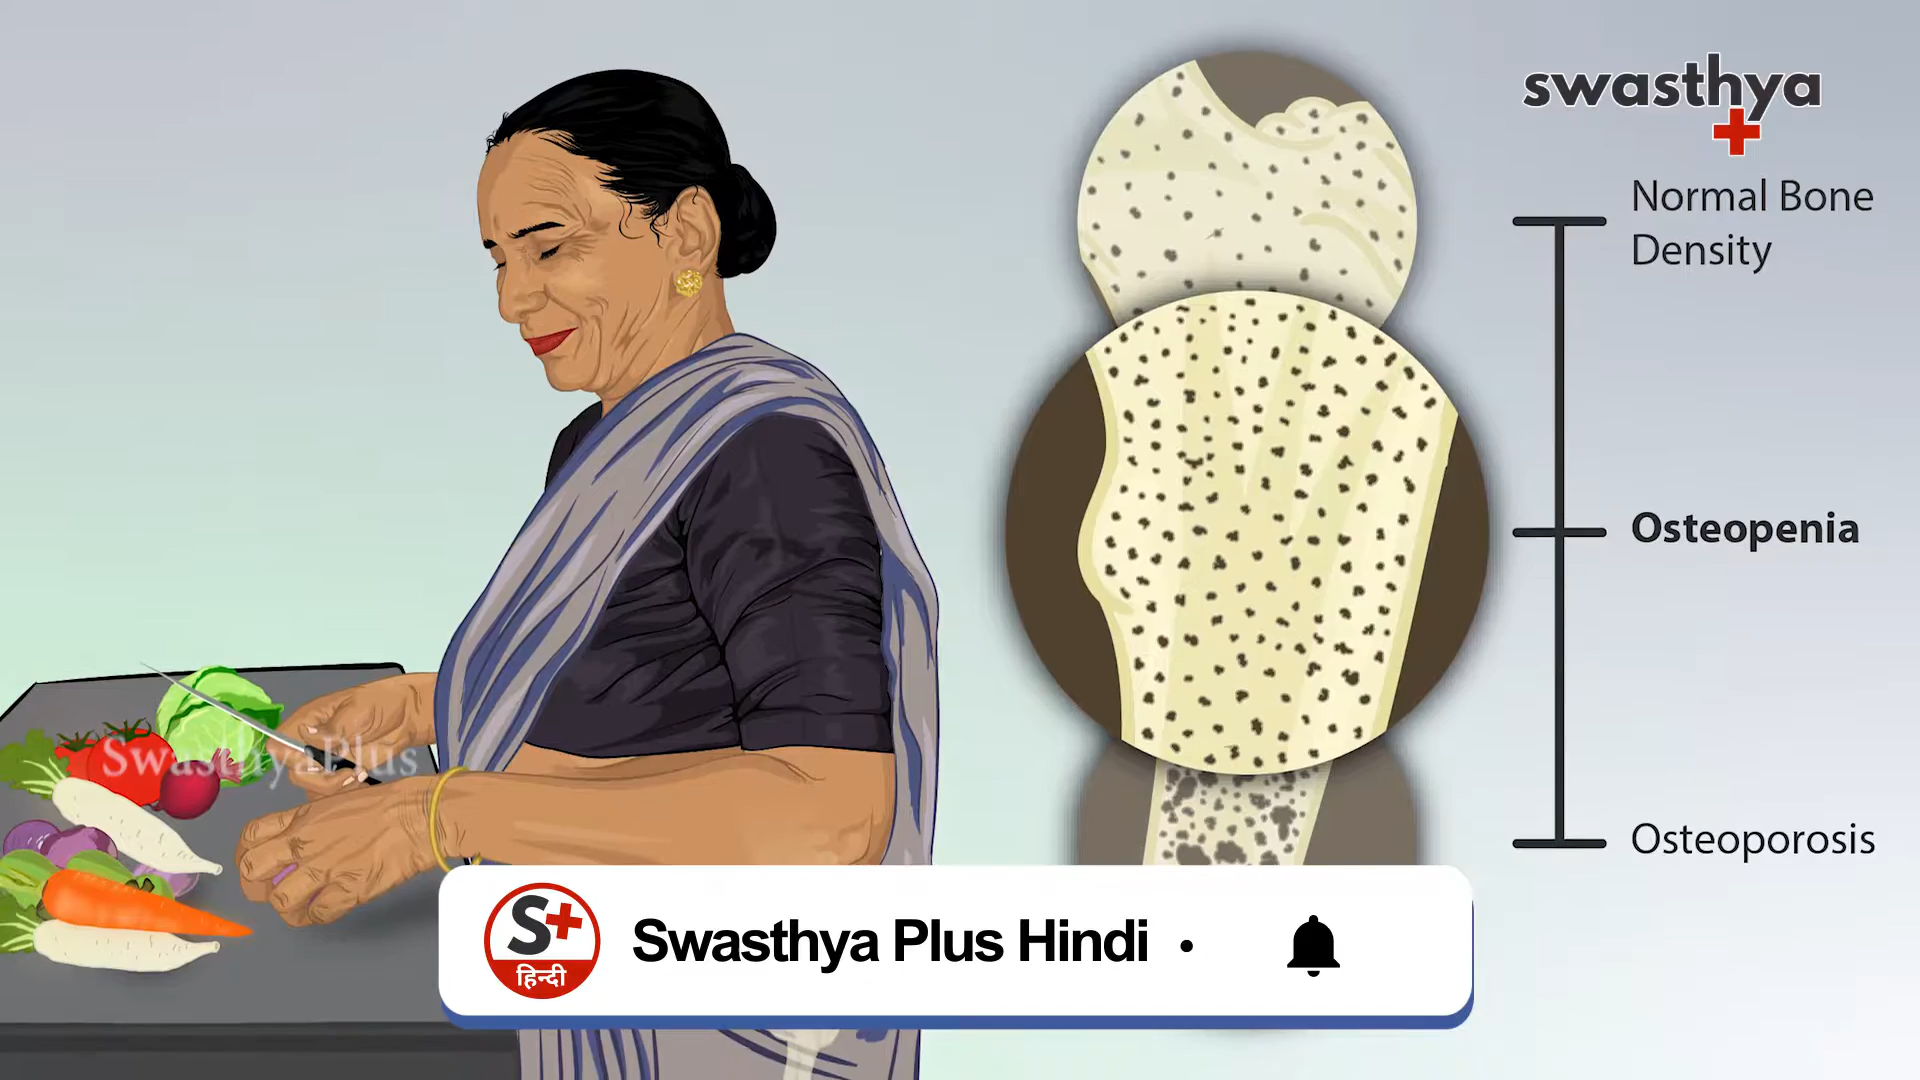 swasthya
Normal Bone
Density
Osteopenia
Osteoporosis
SwasthyaPlus
S+
हिन्दी
Swasthya Plus Hindi •